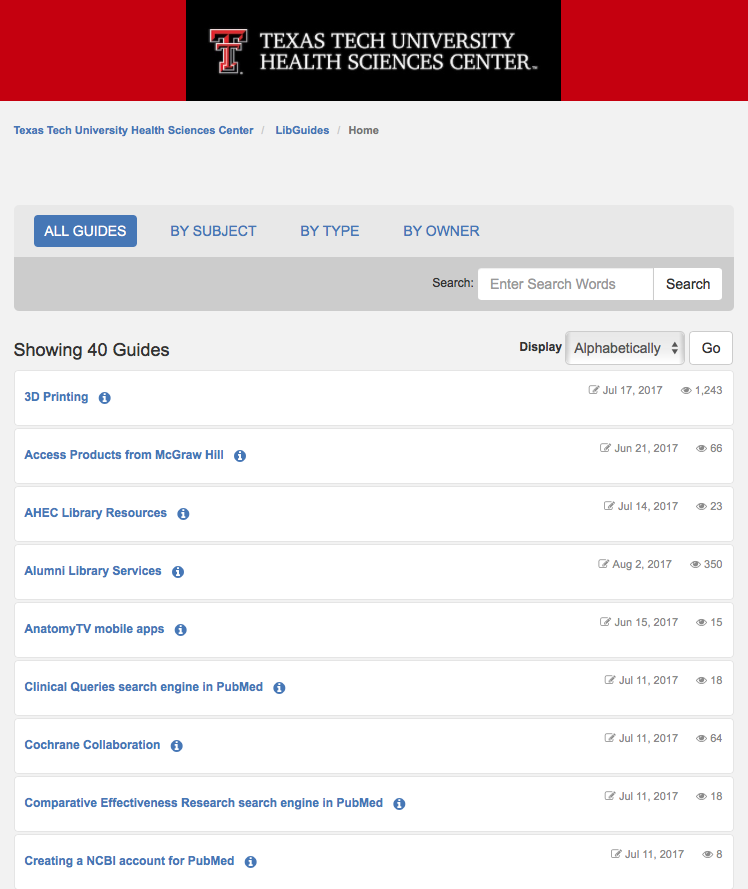 TEXAS TECH UNIVERSITY
HEALTH SCIENCES CENTER™
Texas Tech University Health Sciences Center / LibGuides / Home
ALL GUIDES BY SUBJECT BY TYPE BY OWNER
Search: Enter Search Words Search
Showing 40 Guides Display Alphabetically Go
3D Printing Jul 17, 2017 1,243
Access Products from McGraw Hill Jun 21, 2017 66
AHEC Library Resources Jul 14, 2017 23
Alumni Library Services Aug 2, 2017 350
AnatomyTV mobile apps Jun 15, 2017 15
Clinical Queries search engine in PubMed Jul 11, 2017 18
Cochrane Collaboration Jul 11, 2017 64
Comparative Effectiveness Research search engine in PubMed Jul 11, 2017 18
Creating a NCBI account for PubMed Jul 11, 2017 8